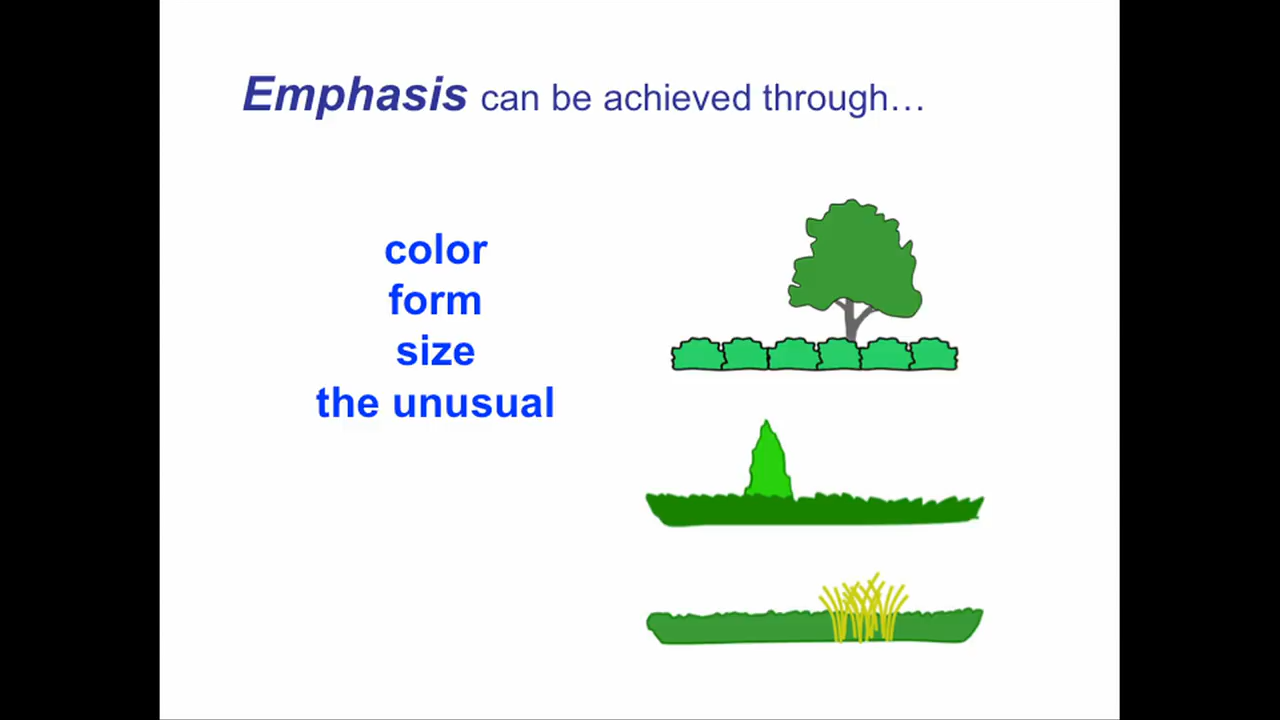 Emphasis can be achieved through…
color
form
size
the unusual